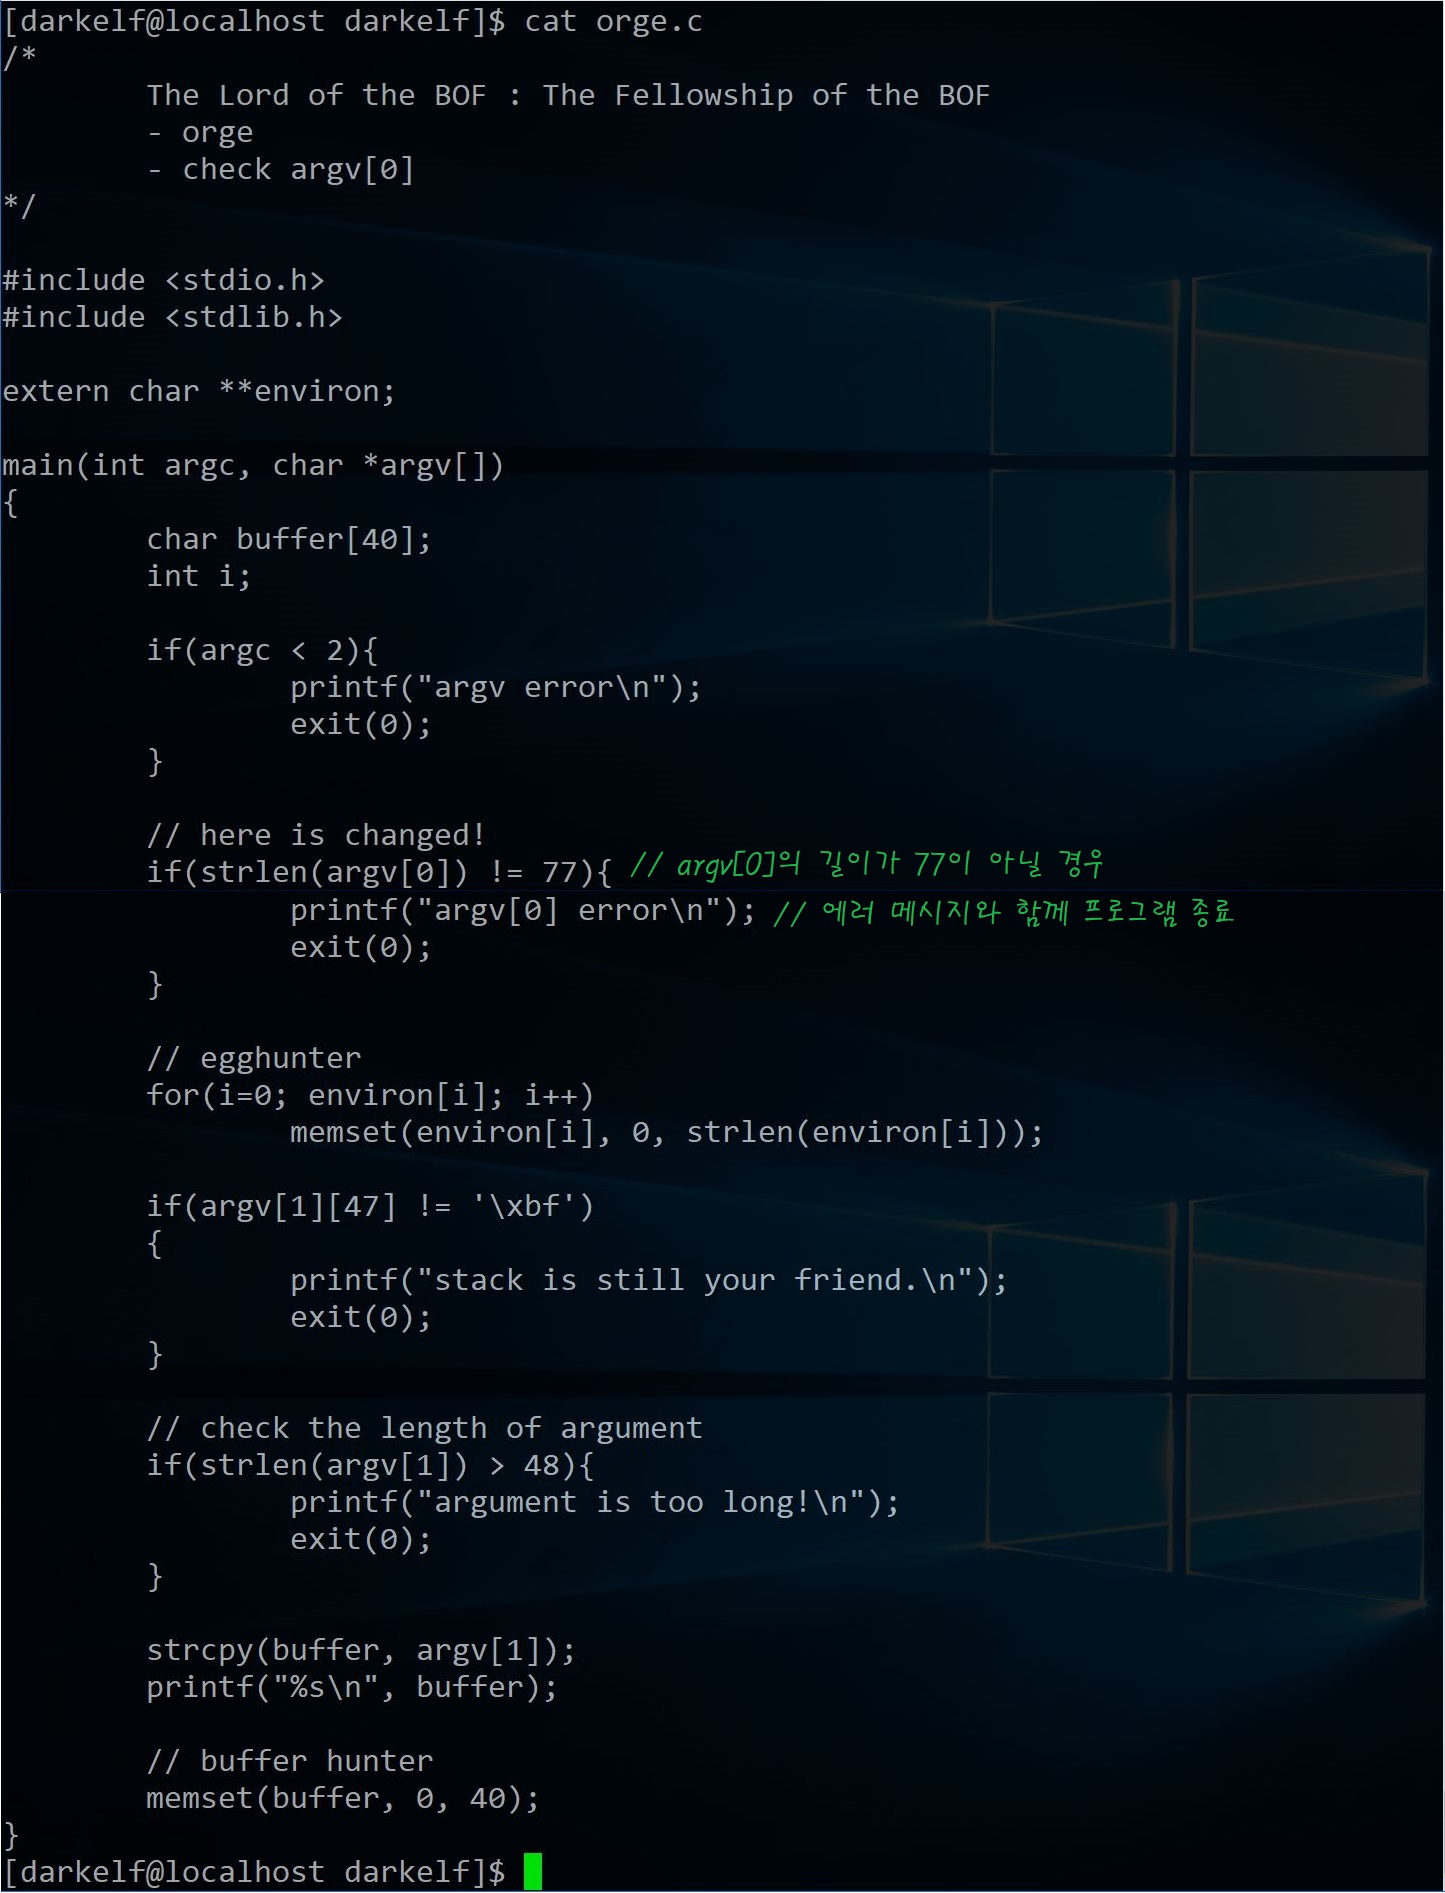 [darkelf@localhost darkelf]$ cat orge.c
/*
        The Lord of the BOF : The Fellowship of the BOF
        - orge
        - check argv[0]
*/

#include <stdio.h>
#include <stdlib.h>

extern char **environ;

main(int argc, char *argv[])
{
        char buffer[40];
        int i;

        if(argc < 2){
                printf("argv error\n");
                exit(0);
        }

        // here is changed!
        if(strlen(argv[0]) != 77){ // argv[0]의 길이가 77이 아닐 경우
                printf("argv[0] error\n"); // 에러 메시지와 함께 프로그램 종료
                exit(0);
        }

        // egghunter
        for(i=0; environ[i]; i++)
                memset(environ[i], 0, strlen(environ[i]));

        if(argv[1][47] != '\xbf')
        {
                printf("stack is still your friend.\n");
                exit(0);
        }

        // check the length of argument
        if(strlen(argv[1]) > 48){
                printf("argument is too long!\n");
                exit(0);
        }

        strcpy(buffer, argv[1]);
        printf("%s\n", buffer);

        // buffer hunter
        memset(buffer, 0, 40);
}
[darkelf@localhost darkelf]$